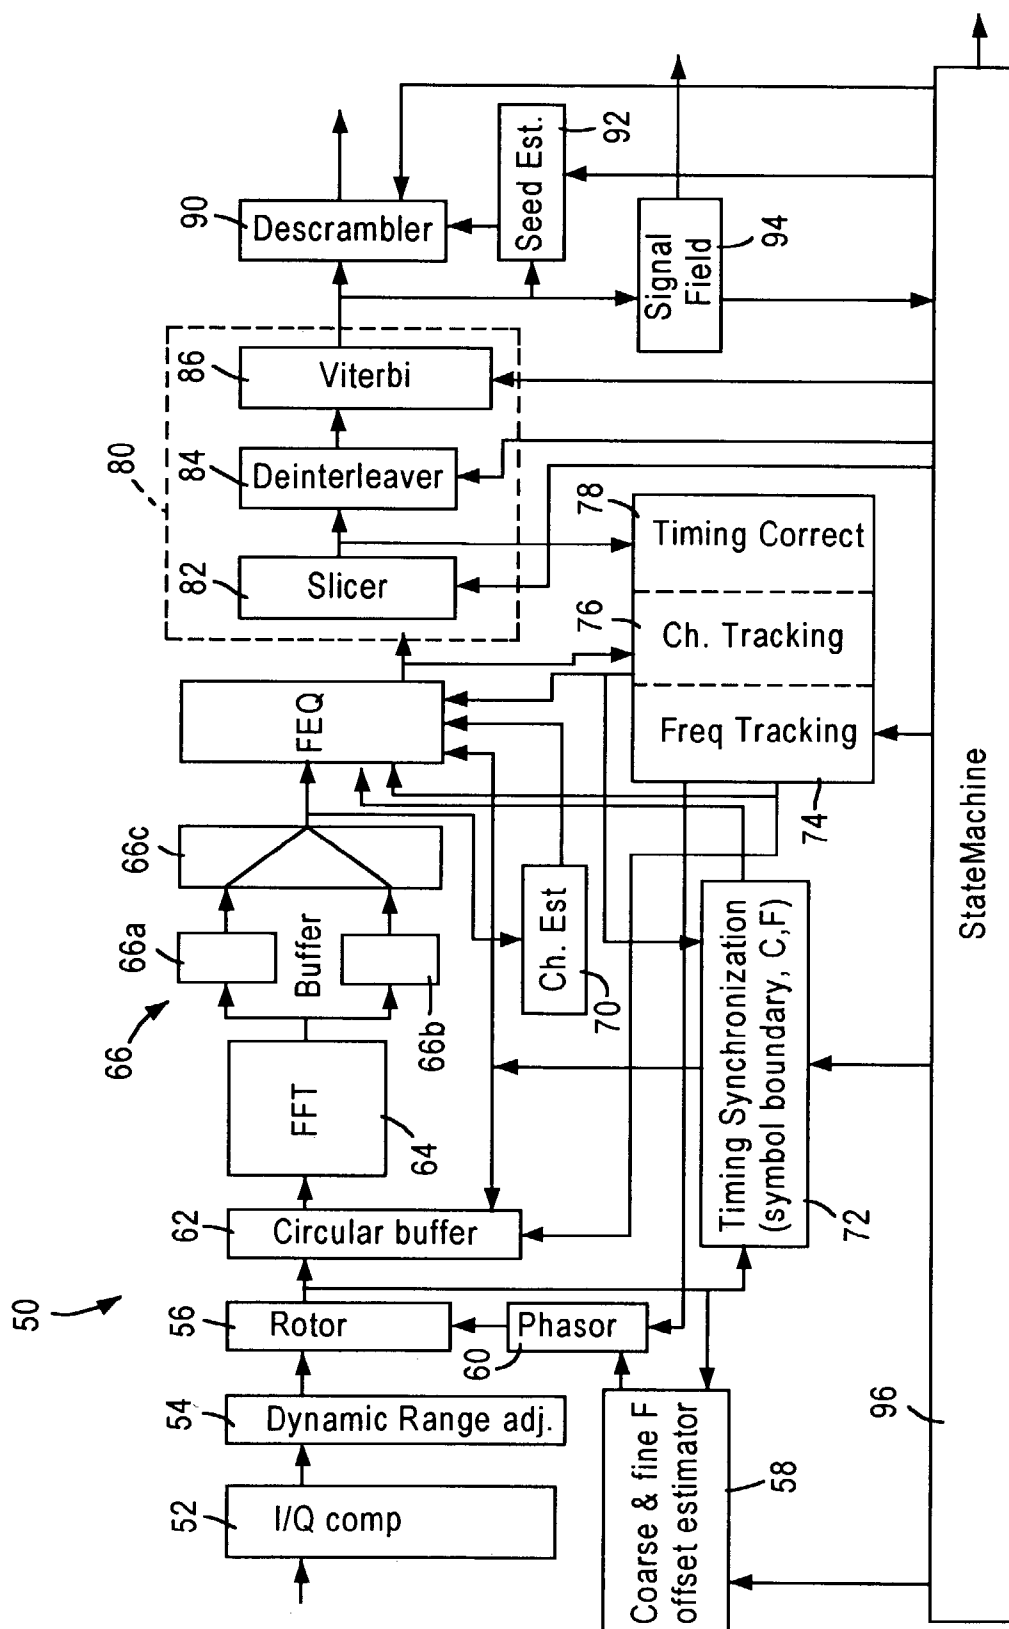 50
52
I/Q comp
54
Dynamic Range adj.
56
Rotor
60
Phasor
Coarse & fine F
offset estimator
58
62
Circular buffer
FFT
64
66
66a
Buffer
66b
66c
FEQ
Ch. Est
70
Timing Synchronization
(symbol boundary, C,F)
72
Freq Tracking
74
Ch. Tracking
76
Timing Correct
78
80
82
Slicer
84
Deinterleaver
86
Viterbi
90
Descrambler
Seed Est.
92
Signal
Field
94
StateMachine
96